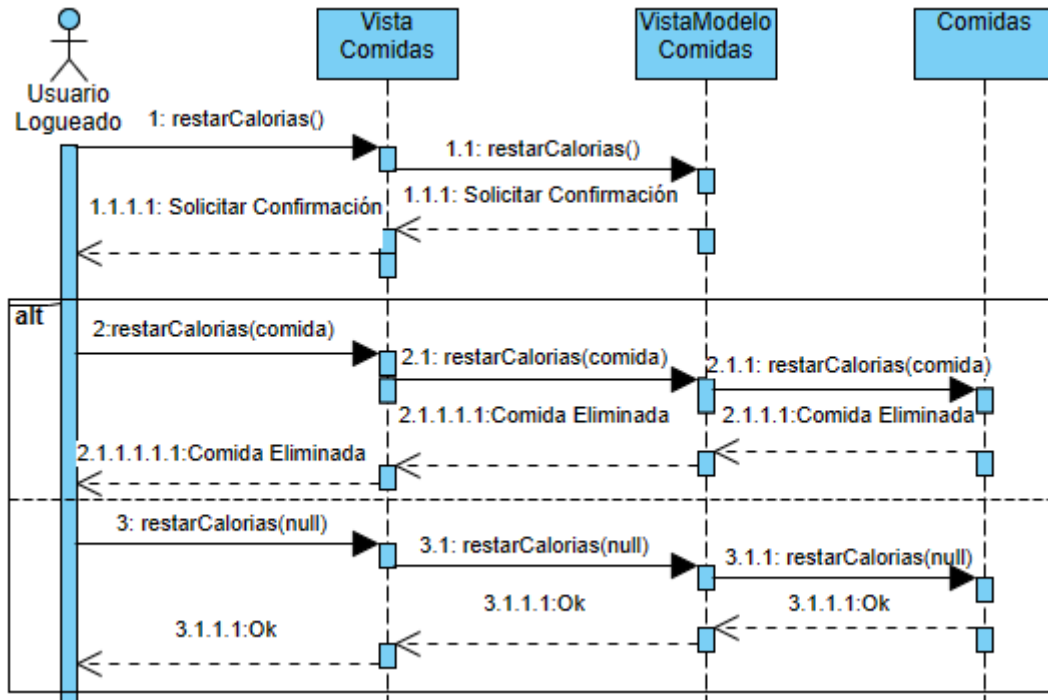 Vista
Comidas
VistaModelo
Comidas
Comidas
Usuario
Logueado
1: restarCalorias()
1.1: restarCalorias()
1.1.1: Solicitar Confirmación
1.1.1.1: Solicitar Confirmación
alt
2:restarCalorias(comida)
2.1: restarCalorias(comida)
2.1.1: restarCalorias(comida)
2.1.1.1:Comida Eliminada
2.1.1.1.1:Comida Eliminada
2.1.1.1.1.1:Comida Eliminada
3: restarCalorias(null)
3.1: restarCalorias(null)
3.1.1: restarCalorias(null)
3.1.1.1:Ok
3.1.1.1:Ok
3.1.1.1:Ok